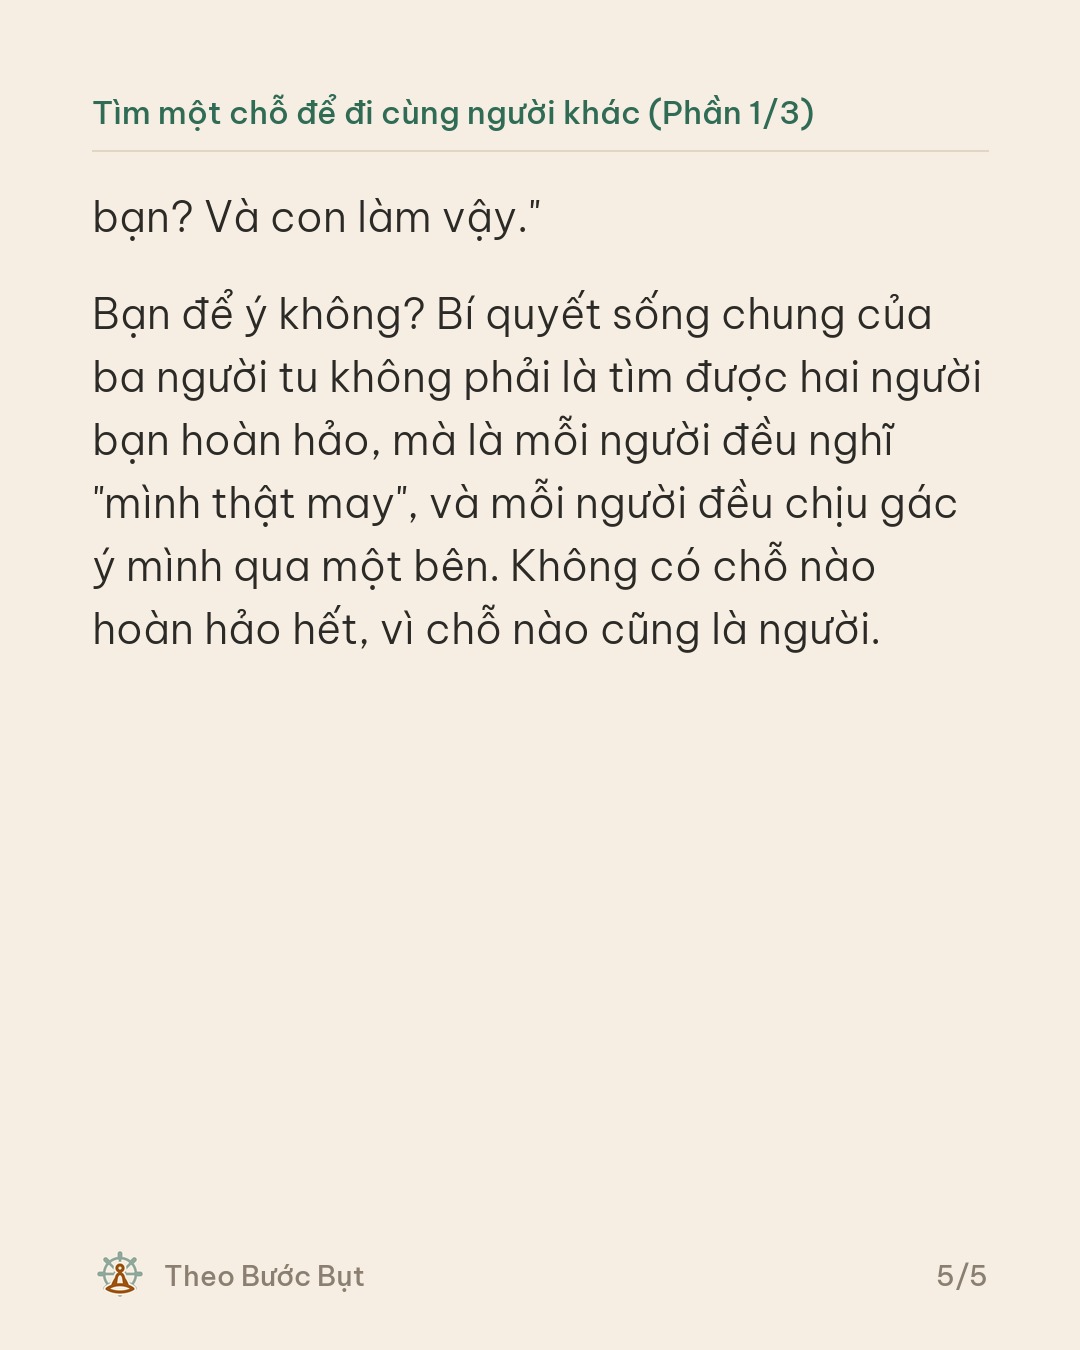 Tìm một chỗ để đi cùng người khác (Phần 1/3)
bạn? Và con làm vậy."
Bạn để ý không? Bí quyết sống chung của
ba người tu không phải là tìm được hai người
bạn hoàn hảo, mà là mỗi người đều nghĩ
"mình thật may", và mỗi người đều chịu gác
ý mình qua một bên. Không có chỗ nào
hoàn hảo hết, vì chỗ nào cũng là người.
Theo Bước Bụt
5/5